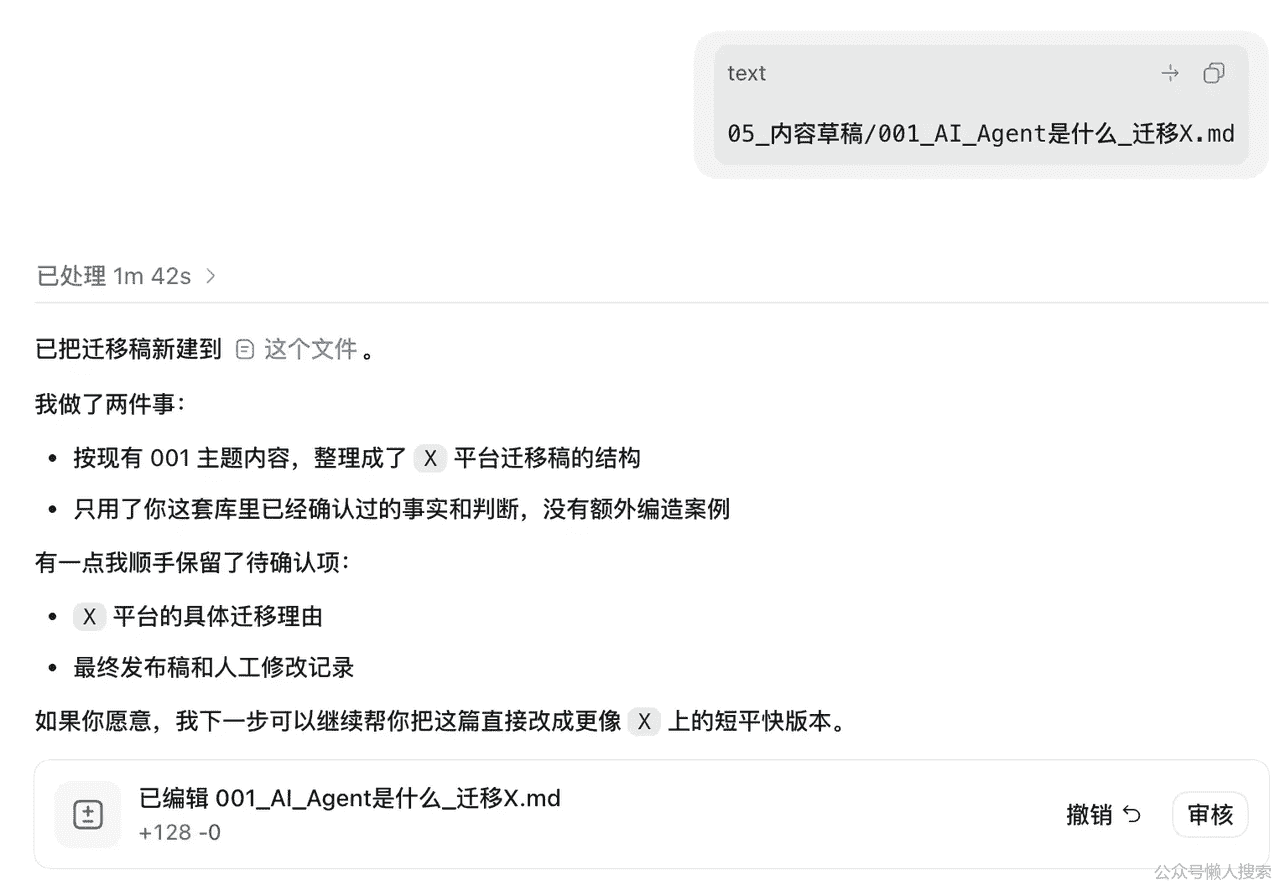 text
05_内容草稿/001_AI_Agent是什么_迁移X.md
已处理 1m 42s
已把迁移稿新建到 这个文件 。
我做了两件事：
• 按现有 001 主题内容，整理成了 X 平台迁移稿的结构
• 只用了你这套库里已经确认过的事实和判断，没有额外编造案例
有一点我顺手保留了待确认项：
• X 平台的具体迁移理由
• 最终发布稿和人工修改记录
如果你愿意，我下一步可以继续帮你把这篇直接改成更像 X 上的短平快版本。
已编辑 001_AI_Agent是什么_迁移X.md
+128 -0
撤销
审核
公众号懒人搜索